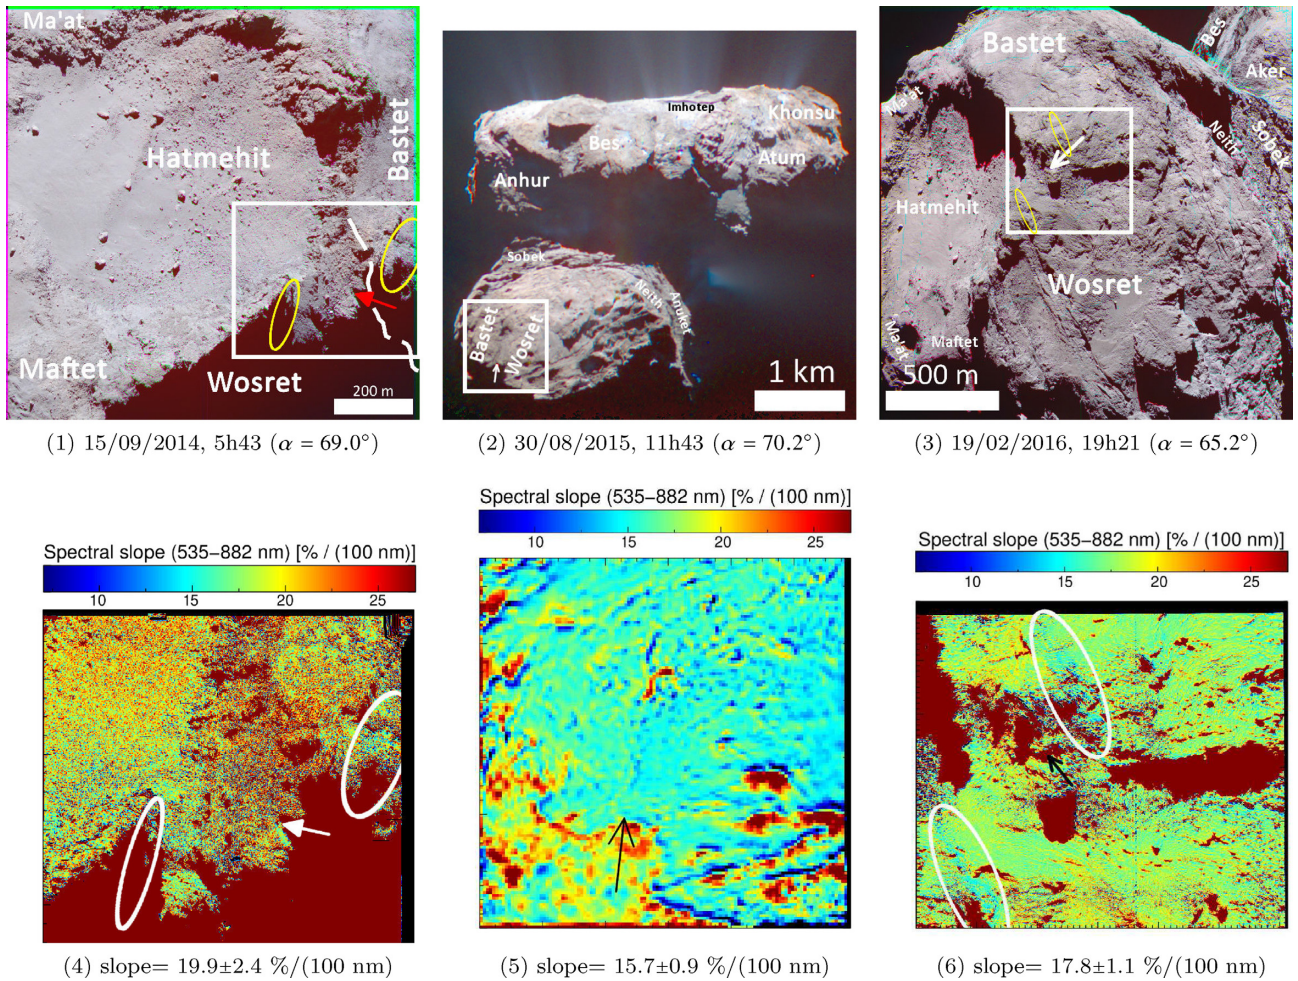 Ma'at
Hatmehit
Bastet
Maftet
Wosret
200 m
(1) 15/09/2014, 5h43 (α = 69.0°)
Imhotep
Khonsu
Bes
Atum
Anhur
Sobek
Neith
Anuket
Bastet
Wosret
1 km
(2) 30/08/2015, 11h43 (α = 70.2°)
Bastet
Bes
Aker
Ma'at
Neith
Sobek
Hatmehit
Wosret
Ma'at
Maftet
500 m
(3) 19/02/2016, 19h21 (α = 65.2°)
Spectral slope (535–882 nm) [% / (100 nm)]
10 15 20 25
(4) slope= 19.9±2.4 %/(100 nm)
Spectral slope (535–882 nm) [% / (100 nm)]
10 15 20 25
(5) slope= 15.7±0.9 %/(100 nm)
Spectral slope (535–882 nm) [% / (100 nm)]
10 15 20 25
(6) slope= 17.8±1.1 %/(100 nm)